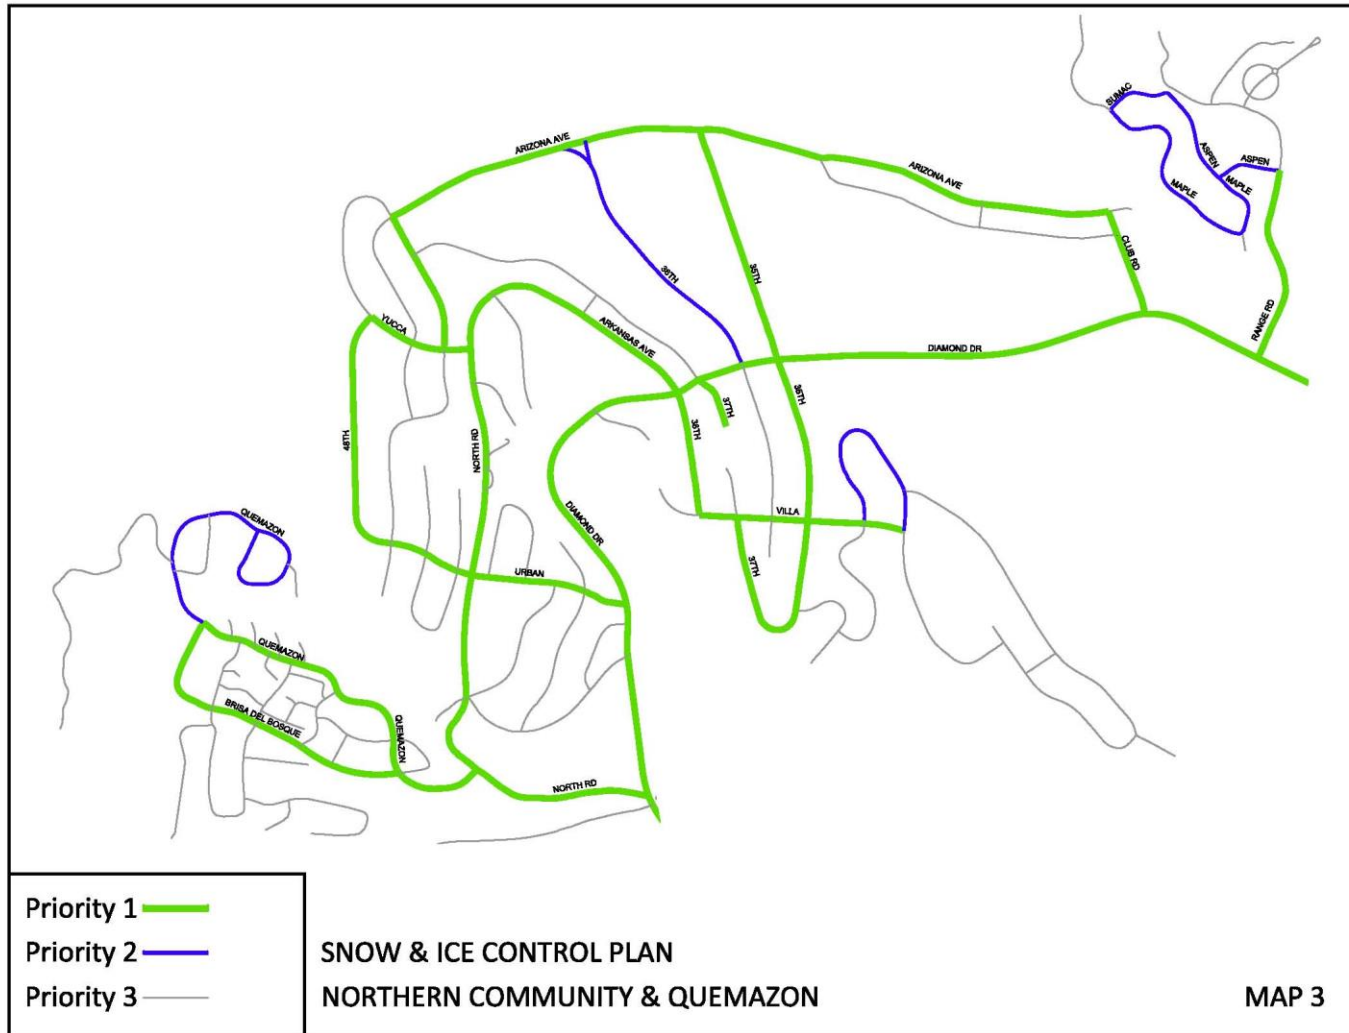 SUMAC
ARIZONA AVE
ASPEN
ASPEN
ARIZONA AVE
MAPLE
MAPLE
CLUB RD
38TH
35TH
RANGE RD
YUCCA
ARKANSAS AVE
DIAMOND DR
36TH
37TH
38TH
48TH
NORTH RD
DIAMOND DR
VILLA
QUEMAZON
37TH
URBAN
QUEMAZON
BRISA DEL BOSQUE
QUEMAZON
NORTH RD
Priority 1
Priority 2
Priority 3
SNOW & ICE CONTROL PLAN
NORTHERN COMMUNITY & QUEMAZON
MAP 3